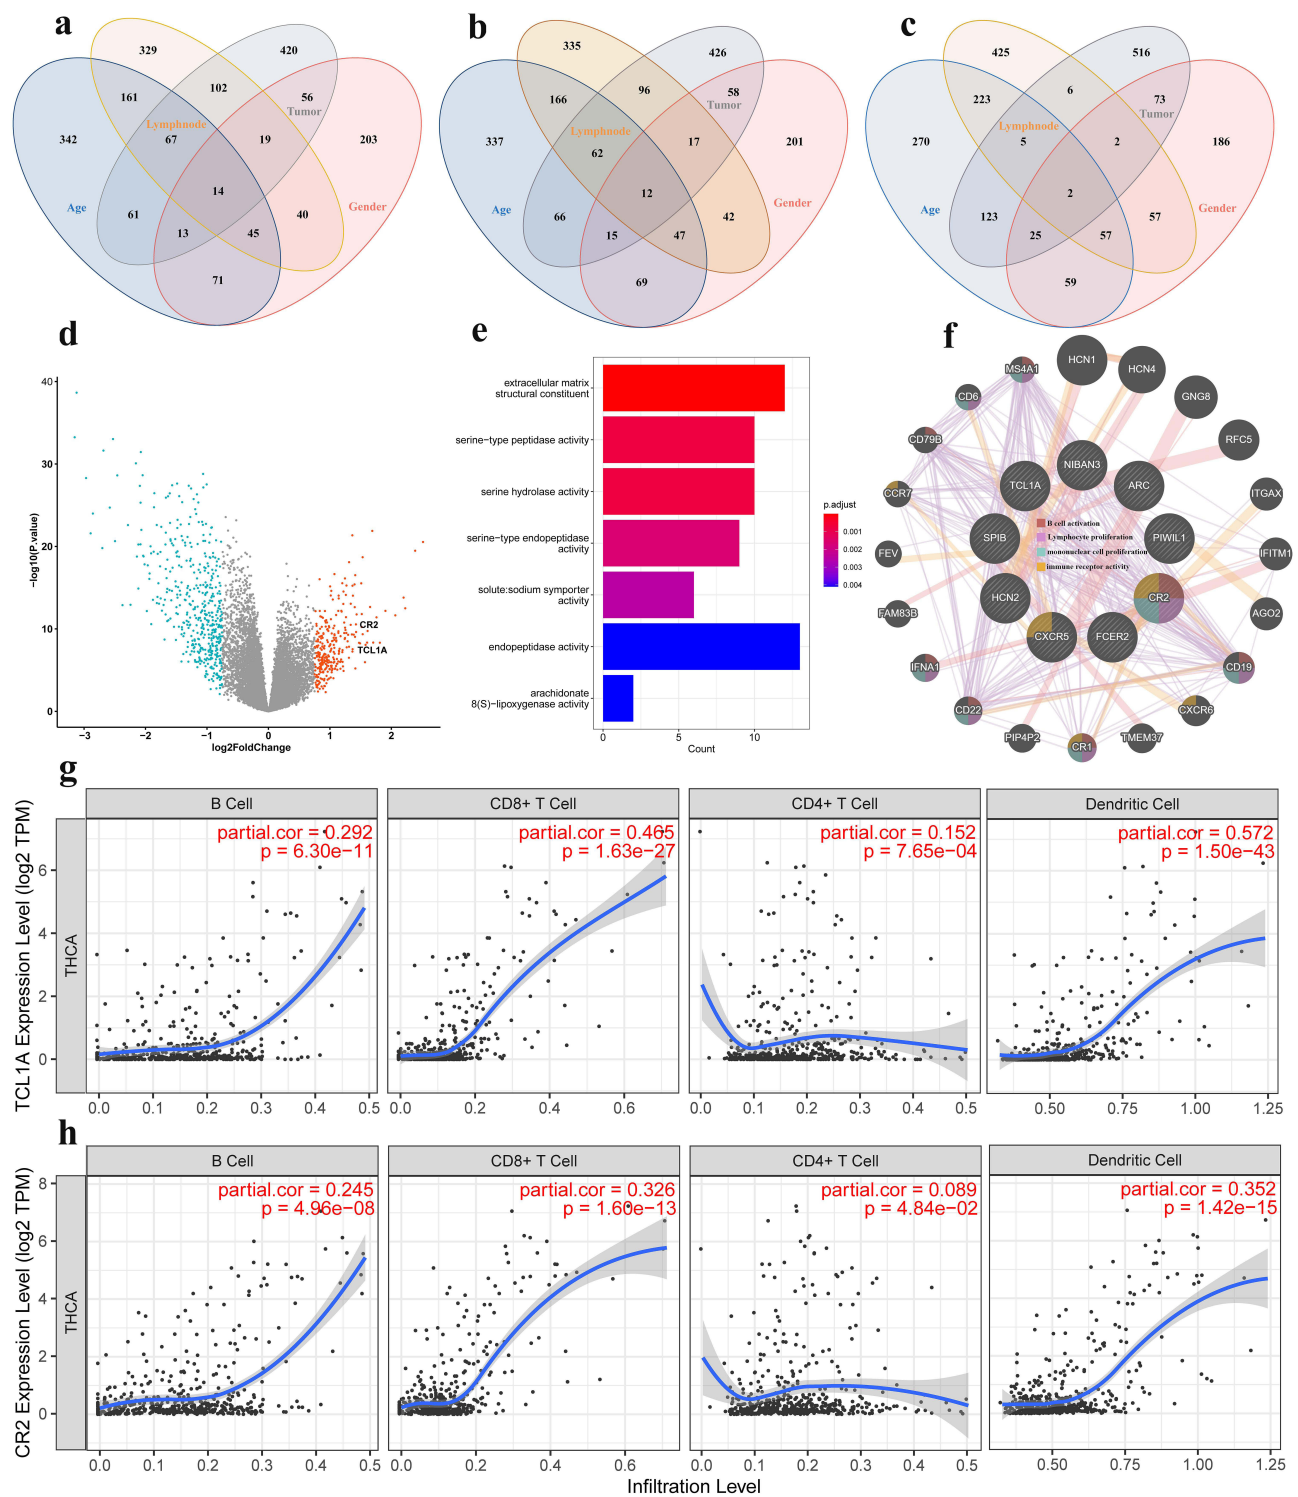 a
329
420
161
102
56
Tumor
Lymphnode
342
67
19
203
14
Age
61
40
Gender
13
45
71
b
335
426
166
96
58
Tumor
Lymphnode
337
62
17
201
12
Age
66
42
Gender
15
47
69
c
425
516
223
6
73
Tumor
Lymphnode
270
5
2
186
2
Age
123
57
Gender
25
57
59
d
40
30
20
10
0
−log10(P.value)
CR2
TCL1A
−3
−2
−1
0
1
2
log2FoldChange
e
extracellular matrix
structural constituent
serine−type peptidase activity
serine hydrolase activity
serine−type endopeptidase
activity
solute:sodium symporter
activity
endopeptidase activity
arachidonate
8(S)−lipoxygenase activity
0
5
10
Count
p.adjust
0.001
0.002
0.003
0.004
f
HCN1
MS4A1
HCN4
CD6
GNG8
CD79B
RFC5
NIBAN3
TCL1A
ARC
CCR7
ITGAX
B cell activation
Lymphocyte proliferation
mononuclear cell proliferation
immune receptor activity
SPIB
PIWIL1
FEV
IFITM1
HCN2
CR2
FAM83B
AGO2
CXCR5
FCER2
IFNA1
CD19
CD22
CXCR6
PIP4P2
CR1
TMEM37
g
TCL1A Expression Level (log2 TPM)
THCA
B Cell
partial.cor = 0.292
p = 6.30e−11
CD8+ T Cell
partial.cor = 0.465
p = 1.63e−27
CD4+ T Cell
partial.cor = 0.152
p = 7.65e−04
Dendritic Cell
partial.cor = 0.572
p = 1.50e−43
6
4
2
0
0.0 0.1 0.2 0.3 0.4 0.5
0.0 0.2 0.4 0.6
0.0 0.1 0.2 0.3 0.4 0.5
0.50 0.75 1.00 1.25
h
CR2 Expression Level (log2 TPM)
THCA
B Cell
partial.cor = 0.245
p = 4.96e−08
CD8+ T Cell
partial.cor = 0.326
p = 1.60e−13
CD4+ T Cell
partial.cor = 0.089
p = 4.84e−02
Dendritic Cell
partial.cor = 0.352
p = 1.42e−15
8
6
4
2
0
0.0 0.1 0.2 0.3 0.4 0.5
0.0 0.2 0.4 0.6
0.0 0.1 0.2 0.3 0.4 0.5
0.50 0.75 1.00 1.25
Infiltration Level